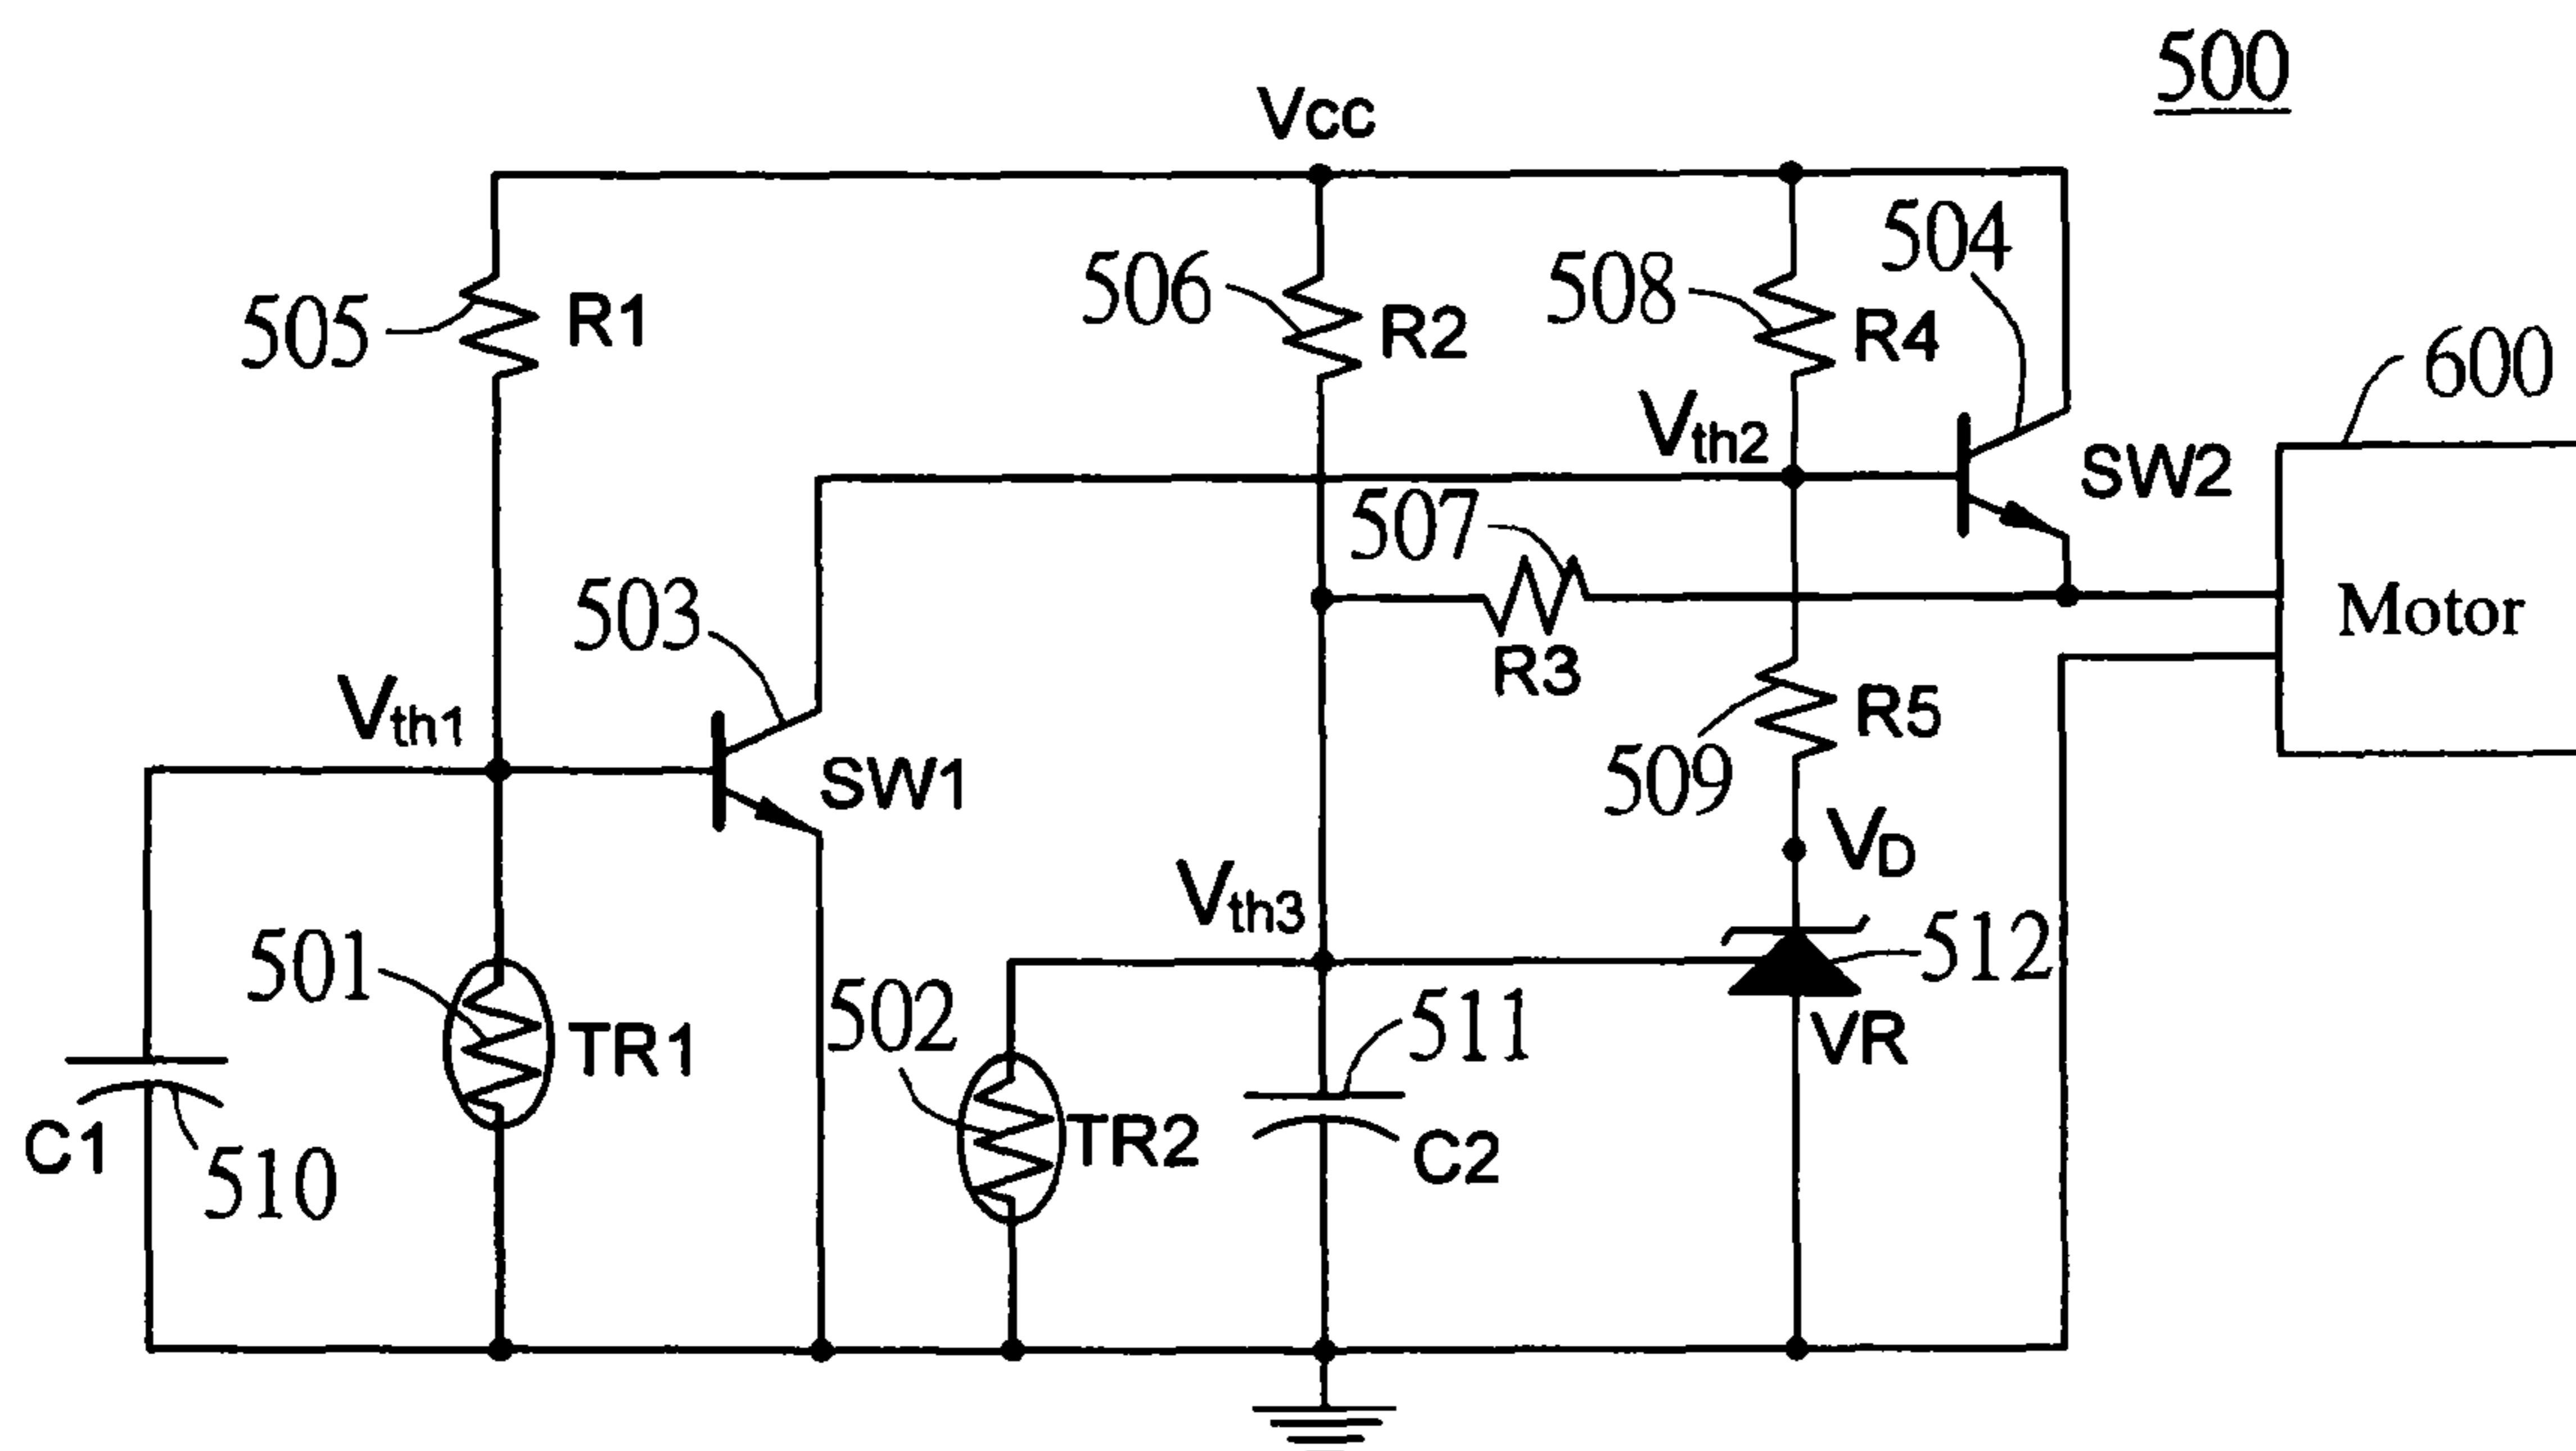 500
Vcc
505
R1
506
R2
508
R4
504
600
Vth2
SW2
507
503
Motor
R3
R5
Vth1
SW1
509
VD
Vth3
512
501
502
511
TR1
VR
TR2
C1
510
C2